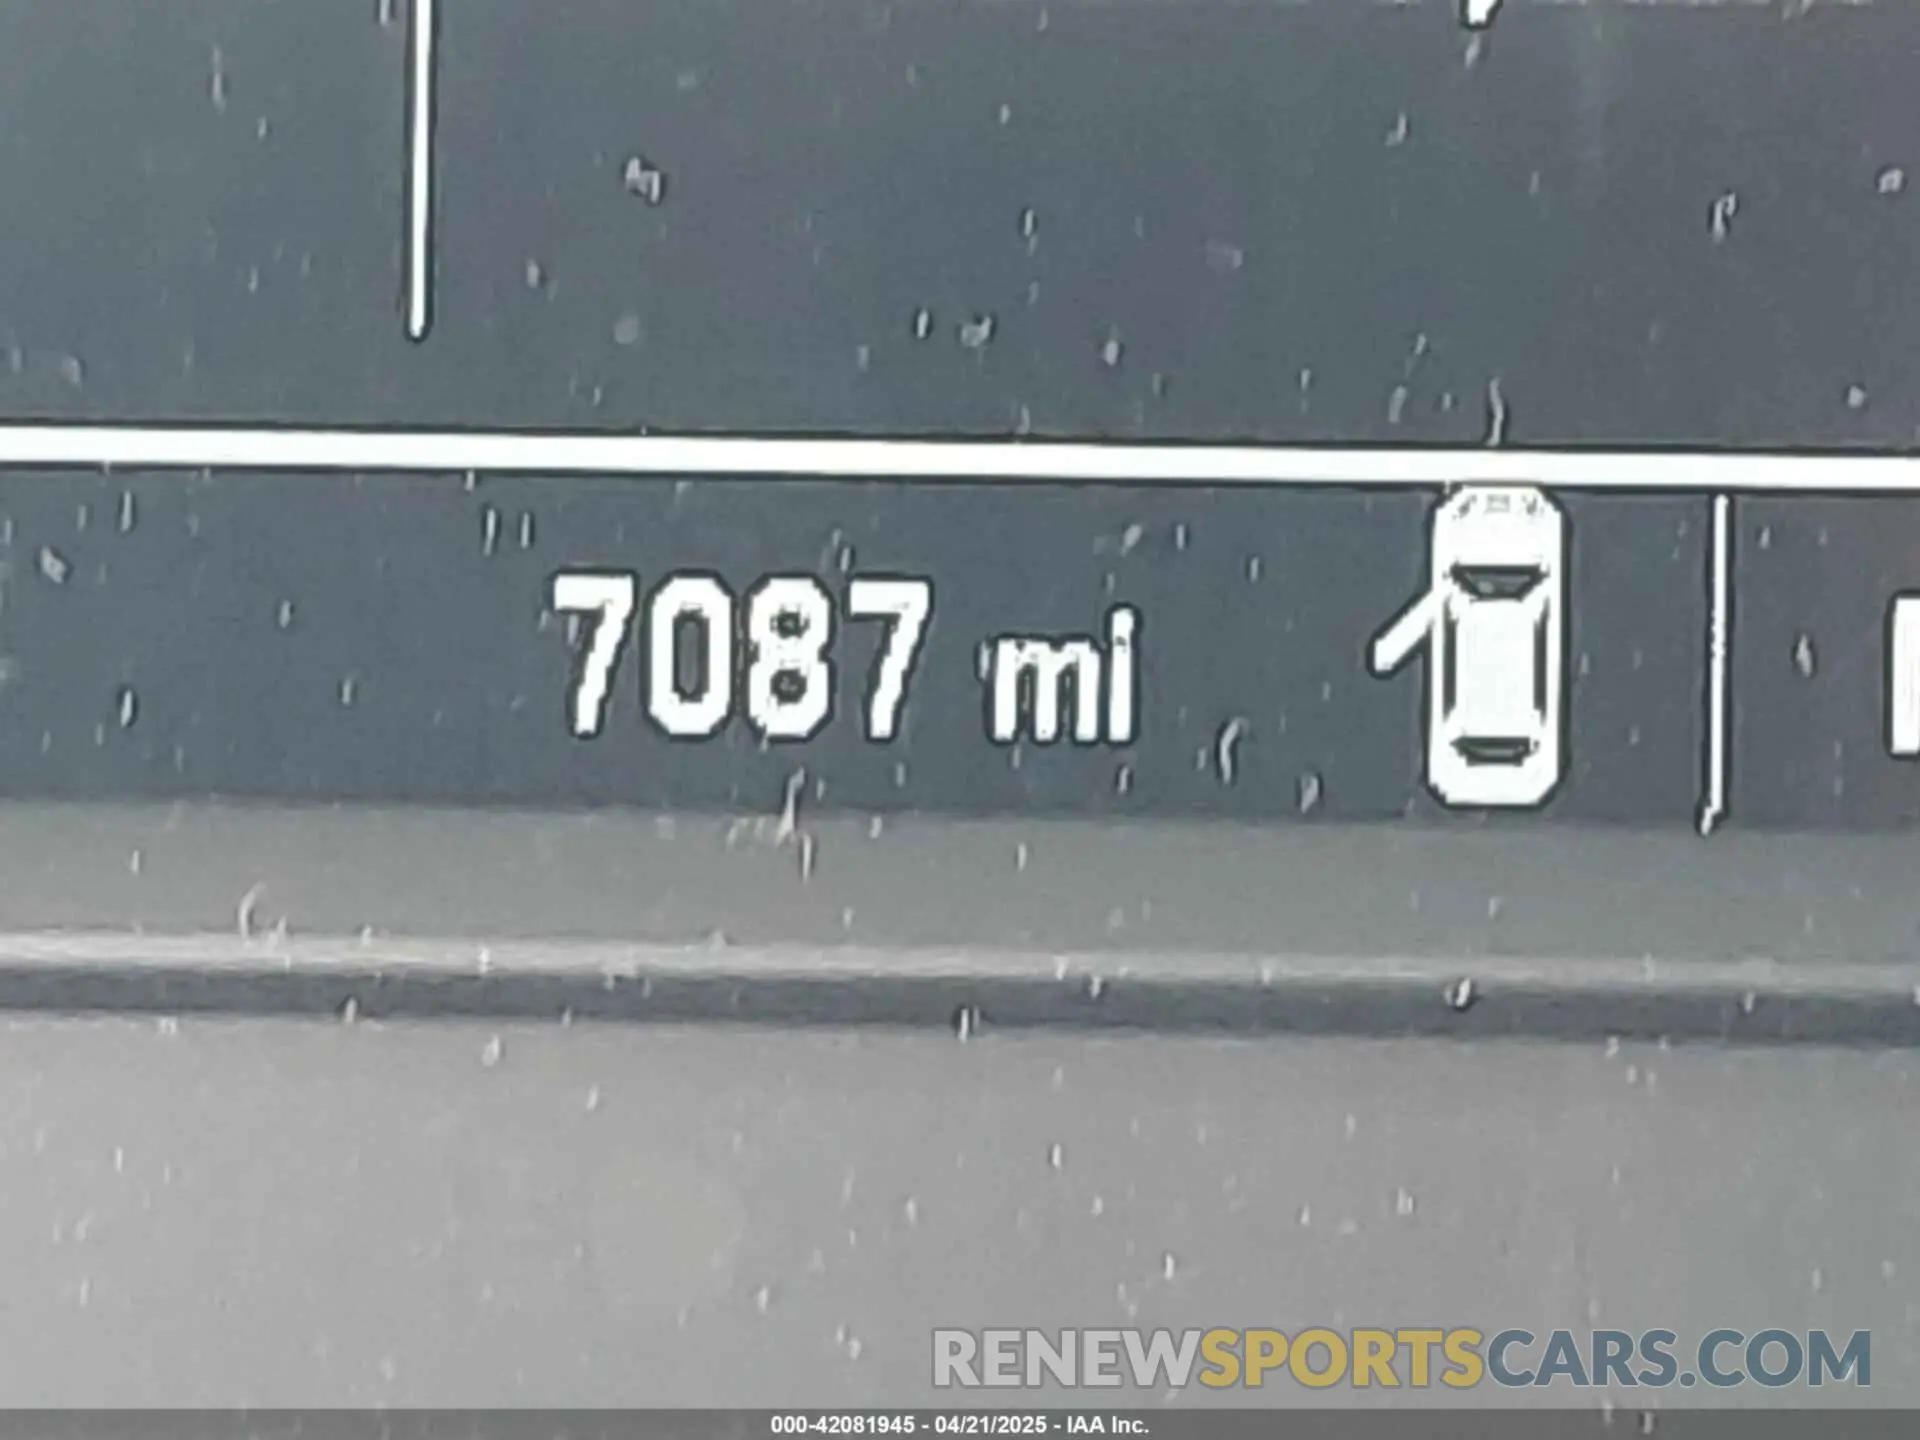 7087 mi
RENEWSPORTSCARS.COM
000-42081945 - 04/21/2025 - IAA Inc.